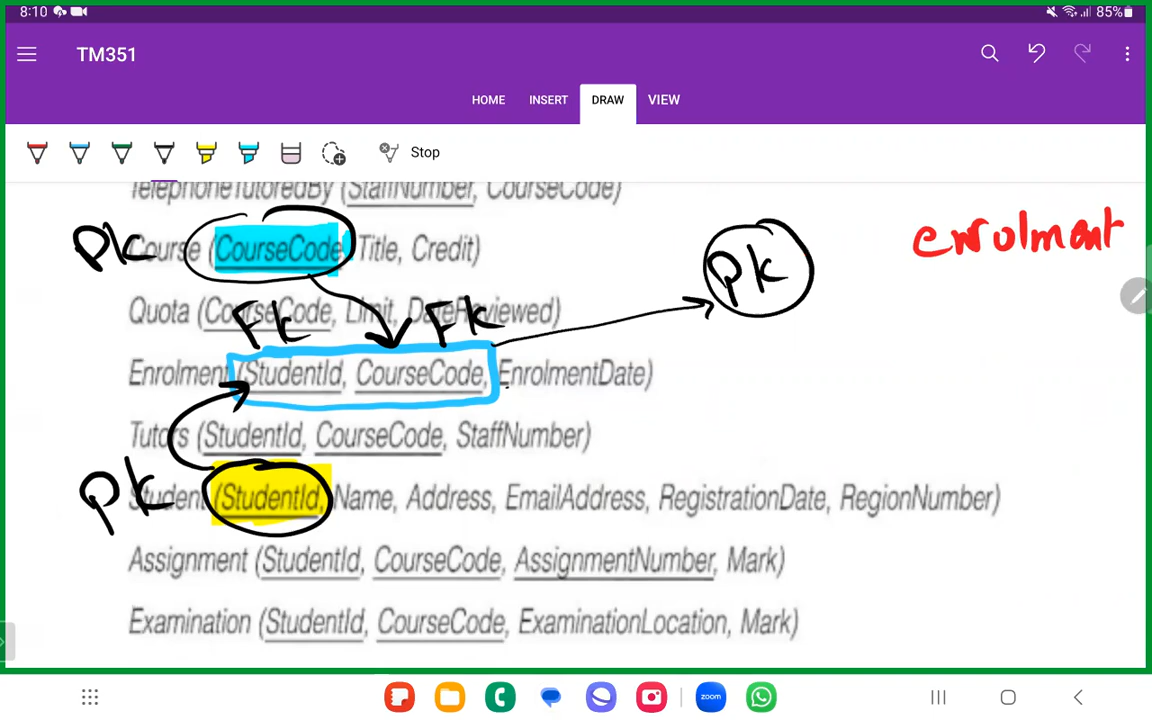 8:10 85%
TM351
HOME INSERT DRAW VIEW
Stop
TelephoneTutoredBy (StaffNumber, CourseCode)
enrolment
pk Course (CourseCode, Title, Credit)
pk
Quota (CourseCode, Limit, DateReviewed)
Fk Fk
Enrolment (StudentId, CourseCode, EnrolmentDate)
Tutors (StudentId, CourseCode, StaffNumber)
pk Student (StudentId, Name, Address, EmailAddress, RegistrationDate, RegionNumber)
Assignment (StudentId, CourseCode, AssignmentNumber, Mark)
Examination (StudentId, CourseCode, ExaminationLocation, Mark)
zoom